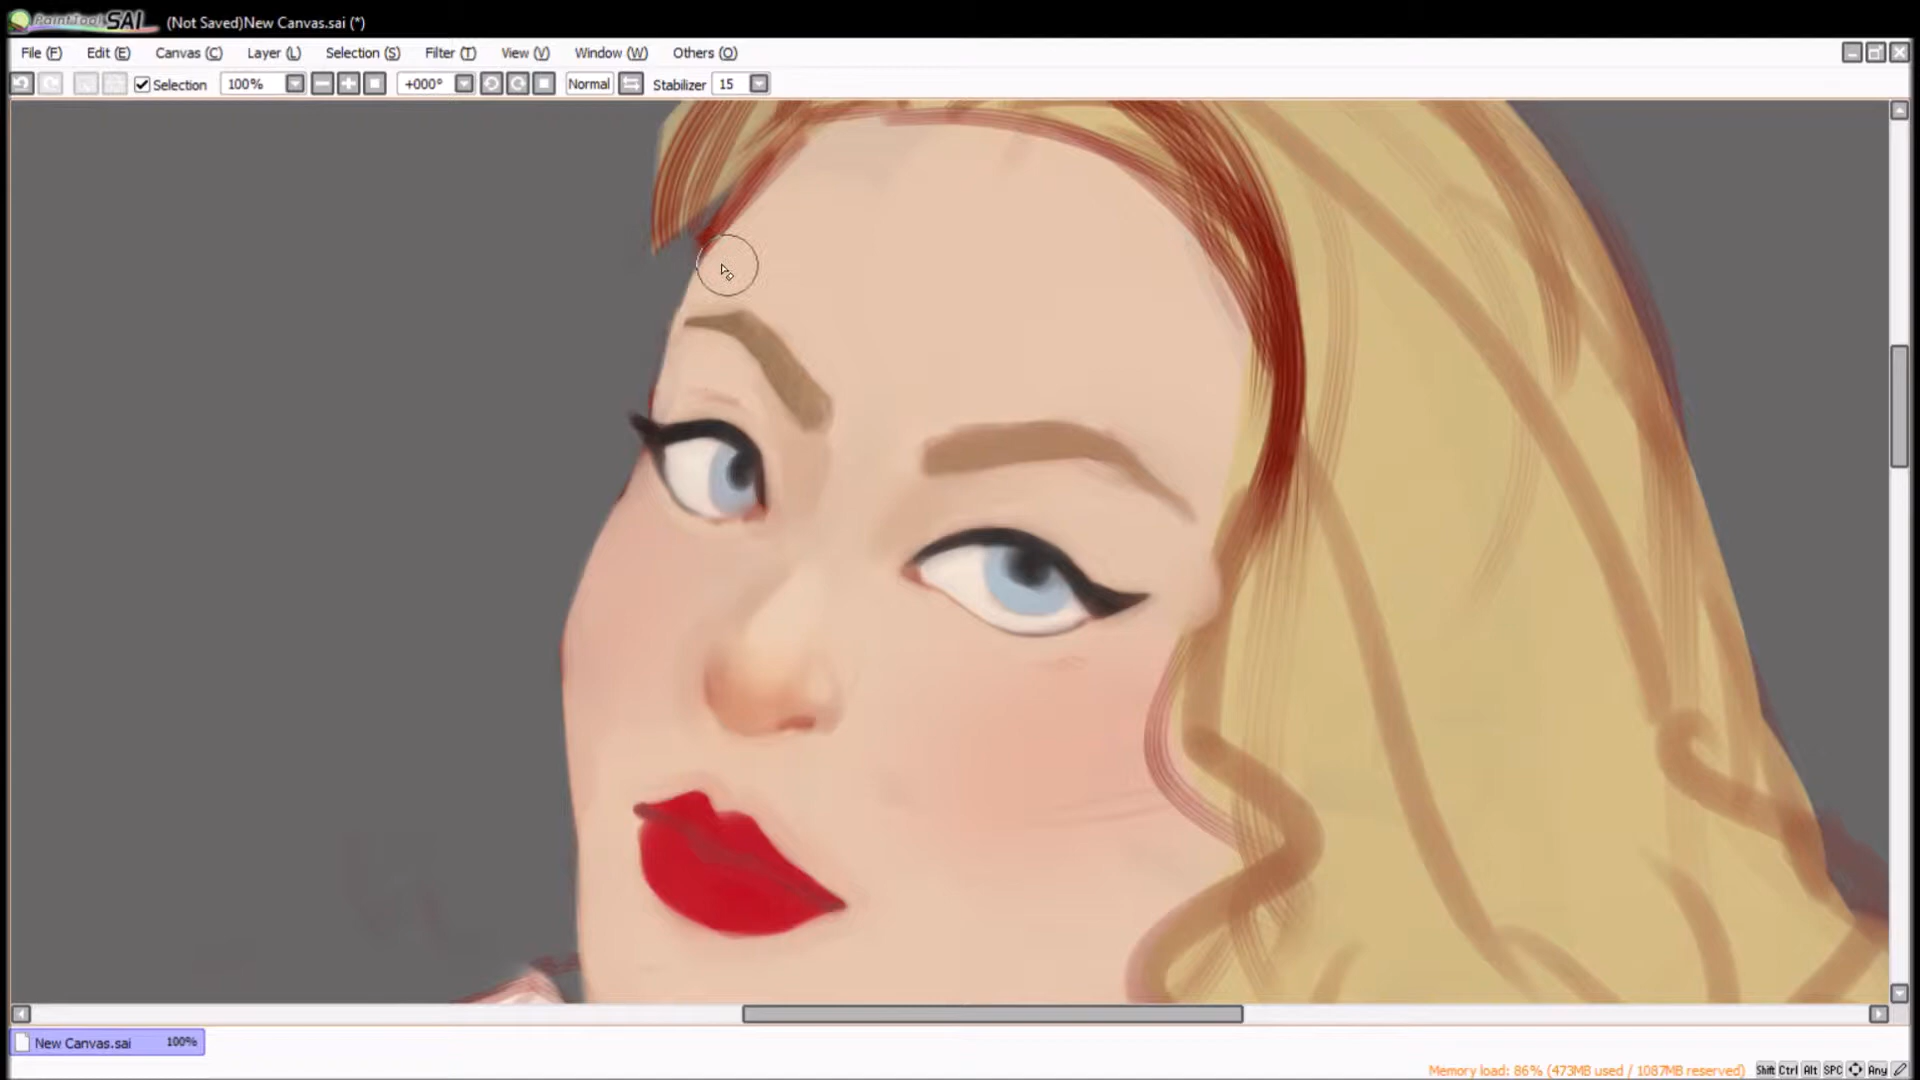 PaintTool SAI (Not Saved)New Canvas.sai (*)
File (F) Edit (E) Canvas (C) Layer (L) Selection (S) Filter (T) View (V) Window (W) Others (O)
Selection 100% +000° Normal Stabilizer 15
New Canvas.sai 100%
Memory load: 86% (473MB used / 1087MB reserved) Shift Ctrl Alt SPC Any